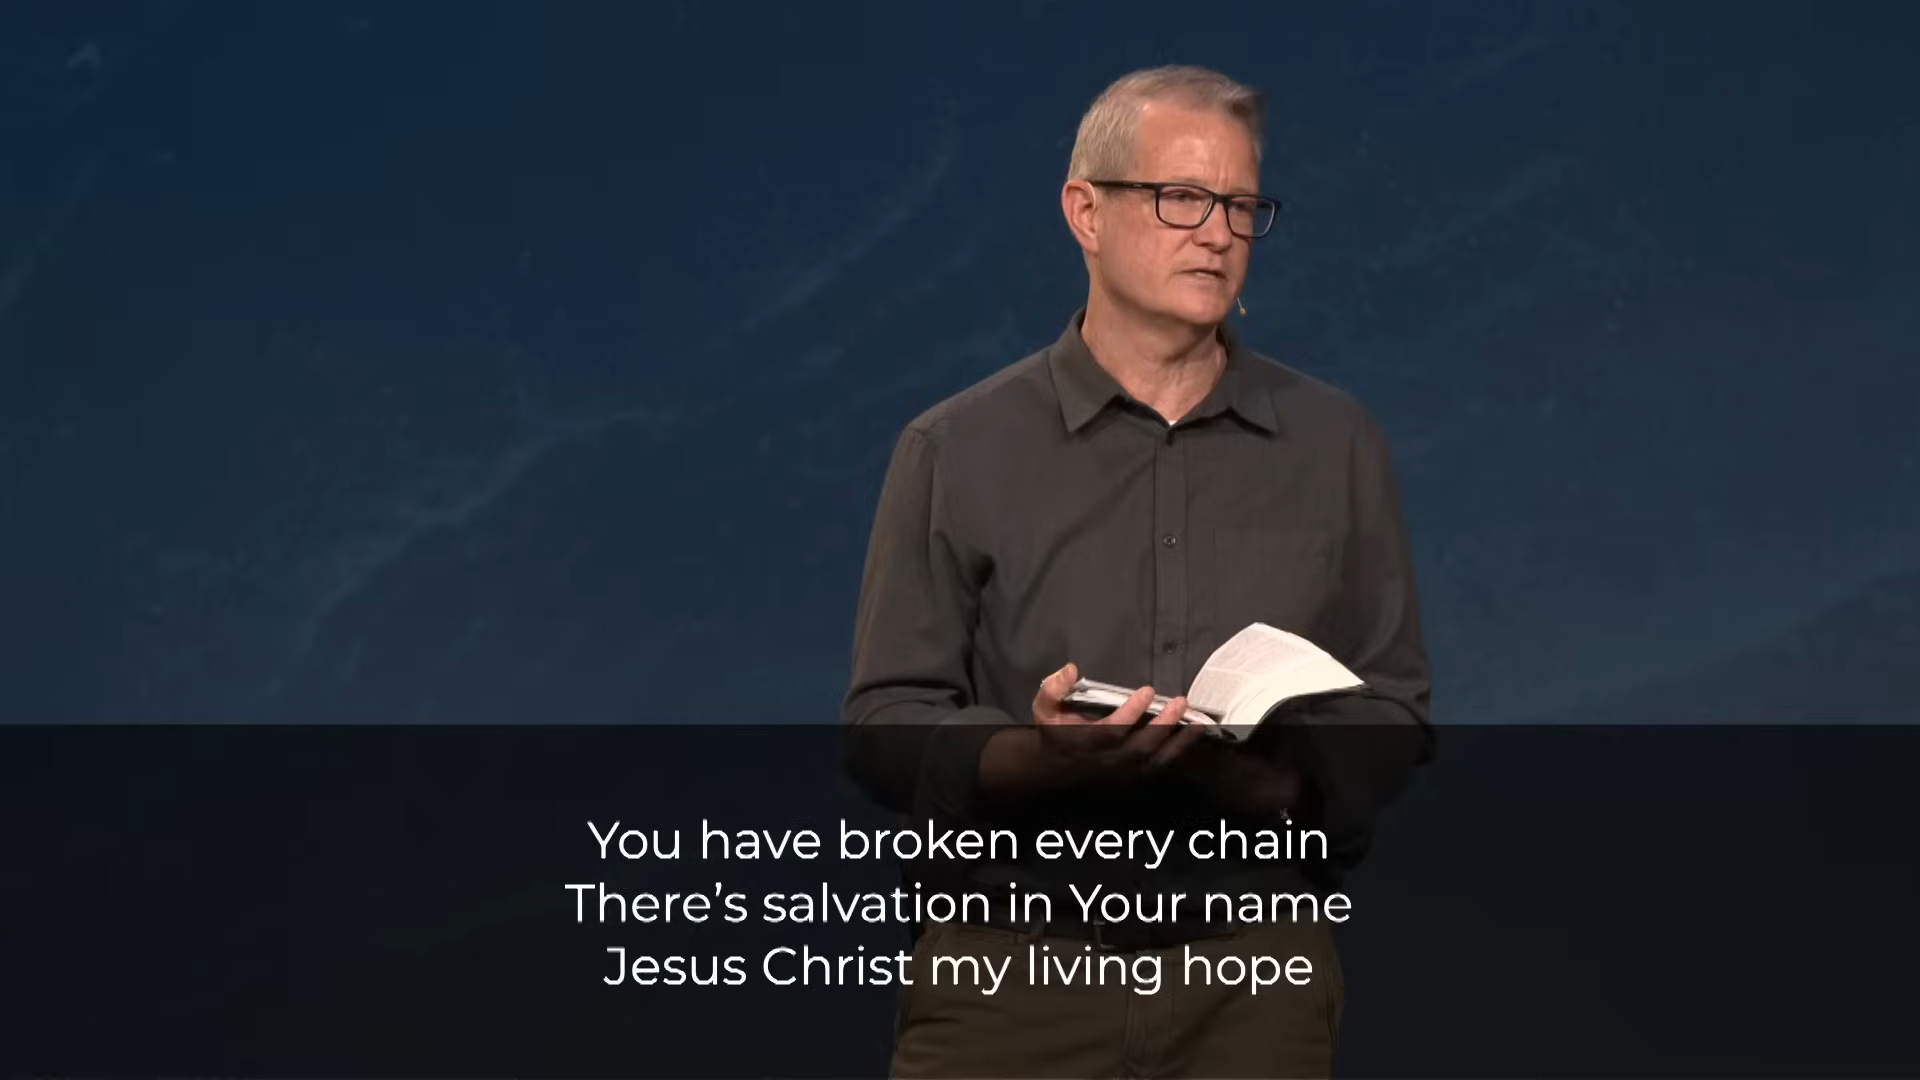 You have broken every chain
There’s salvation in Your name
Jesus Christ my living hope